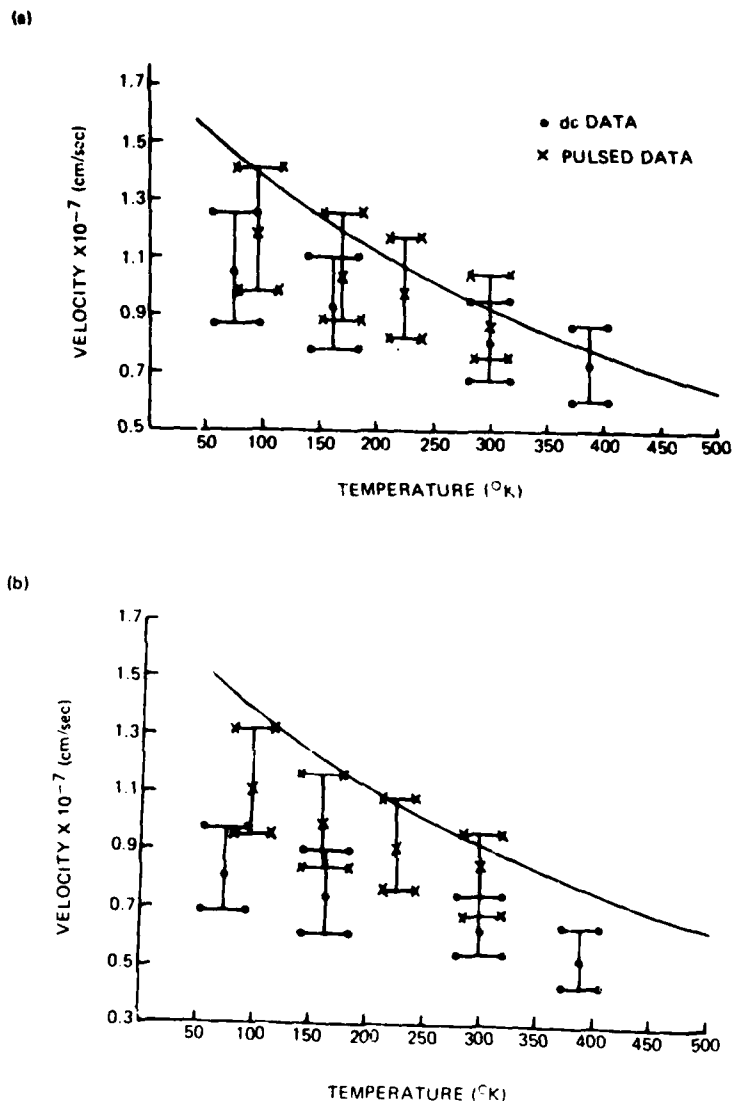 (a)
1.7
1.5
1.3
1.1
0.9
0.7
0.5
VELOCITY X10⁻⁷ (cm/sec)
• dc DATA
x PULSED DATA
50 100 150 200 250 300 350 400 450 500
TEMPERATURE (°K)
(b)
1.7
1.5
1.3
1.1
0.9
0.7
0.5
0.3
VELOCITY X 10⁻⁷ (cm/sec)
50 100 150 200 250 300 350 400 450 500
TEMPERATURE (°K)